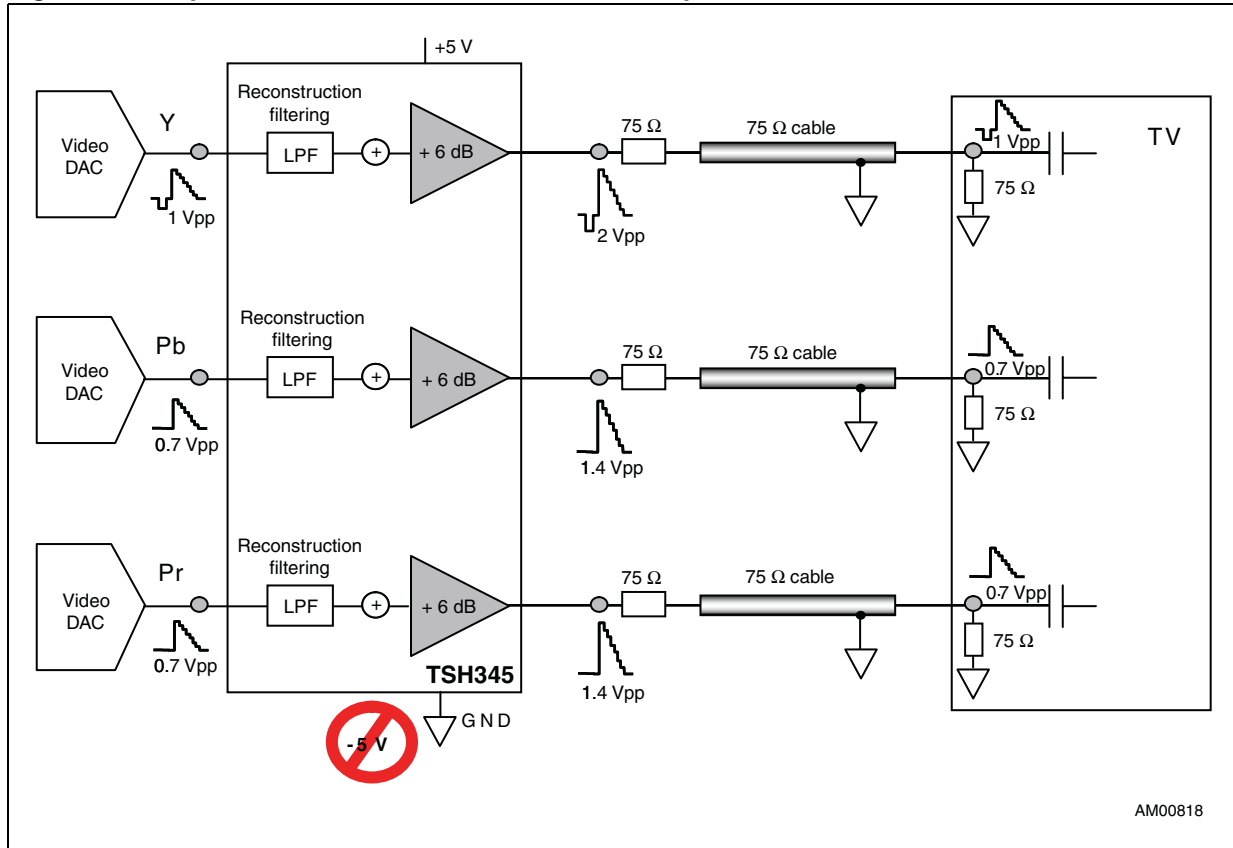 +5 V
Reconstruction
filtering
Video
DAC
Y
LPF
+
+ 6 dB
1 Vpp
75 Ω
75 Ω cable
2 Vpp
TV
1 Vpp
75 Ω
Reconstruction
filtering
Video
DAC
Pb
LPF
+
+ 6 dB
0.7 Vpp
75 Ω
75 Ω cable
1.4 Vpp
0.7 Vpp
75 Ω
Reconstruction
filtering
Video
DAC
Pr
LPF
+
+ 6 dB
0.7 Vpp
75 Ω
75 Ω cable
1.4 Vpp
0.7 Vpp
75 Ω
TSH345
GND
-5 V
AM00818